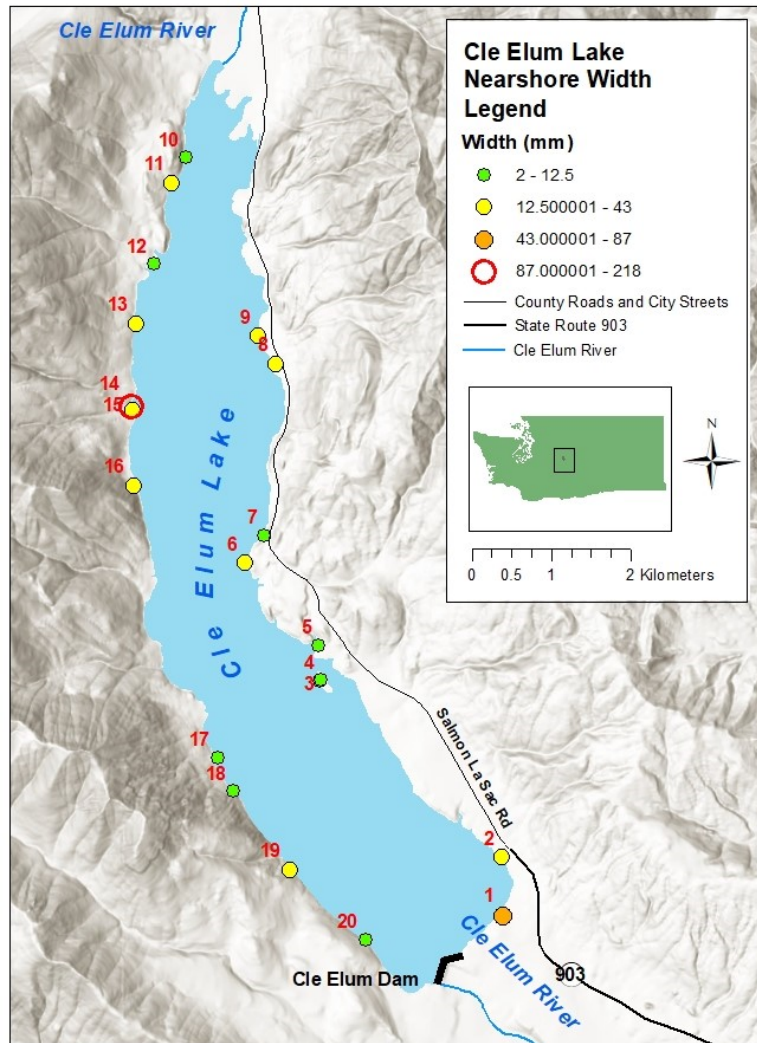 Cle Elum River
Cle Elum Lake
Nearshore Width
Legend
Width (mm)
2 - 12.5
12.500001 - 43
43.000001 - 87
87.000001 - 218
County Roads and City Streets
State Route 903
Cle Elum River
N
0 0.5 1 2 Kilometers
10
11
12
13
9
8
14
15
16
Cle Elum Lake
7
6
5
4
3
Salmon La Sac Rd
17
18
2
19
1
20
Cle Elum River
Cle Elum Dam
903